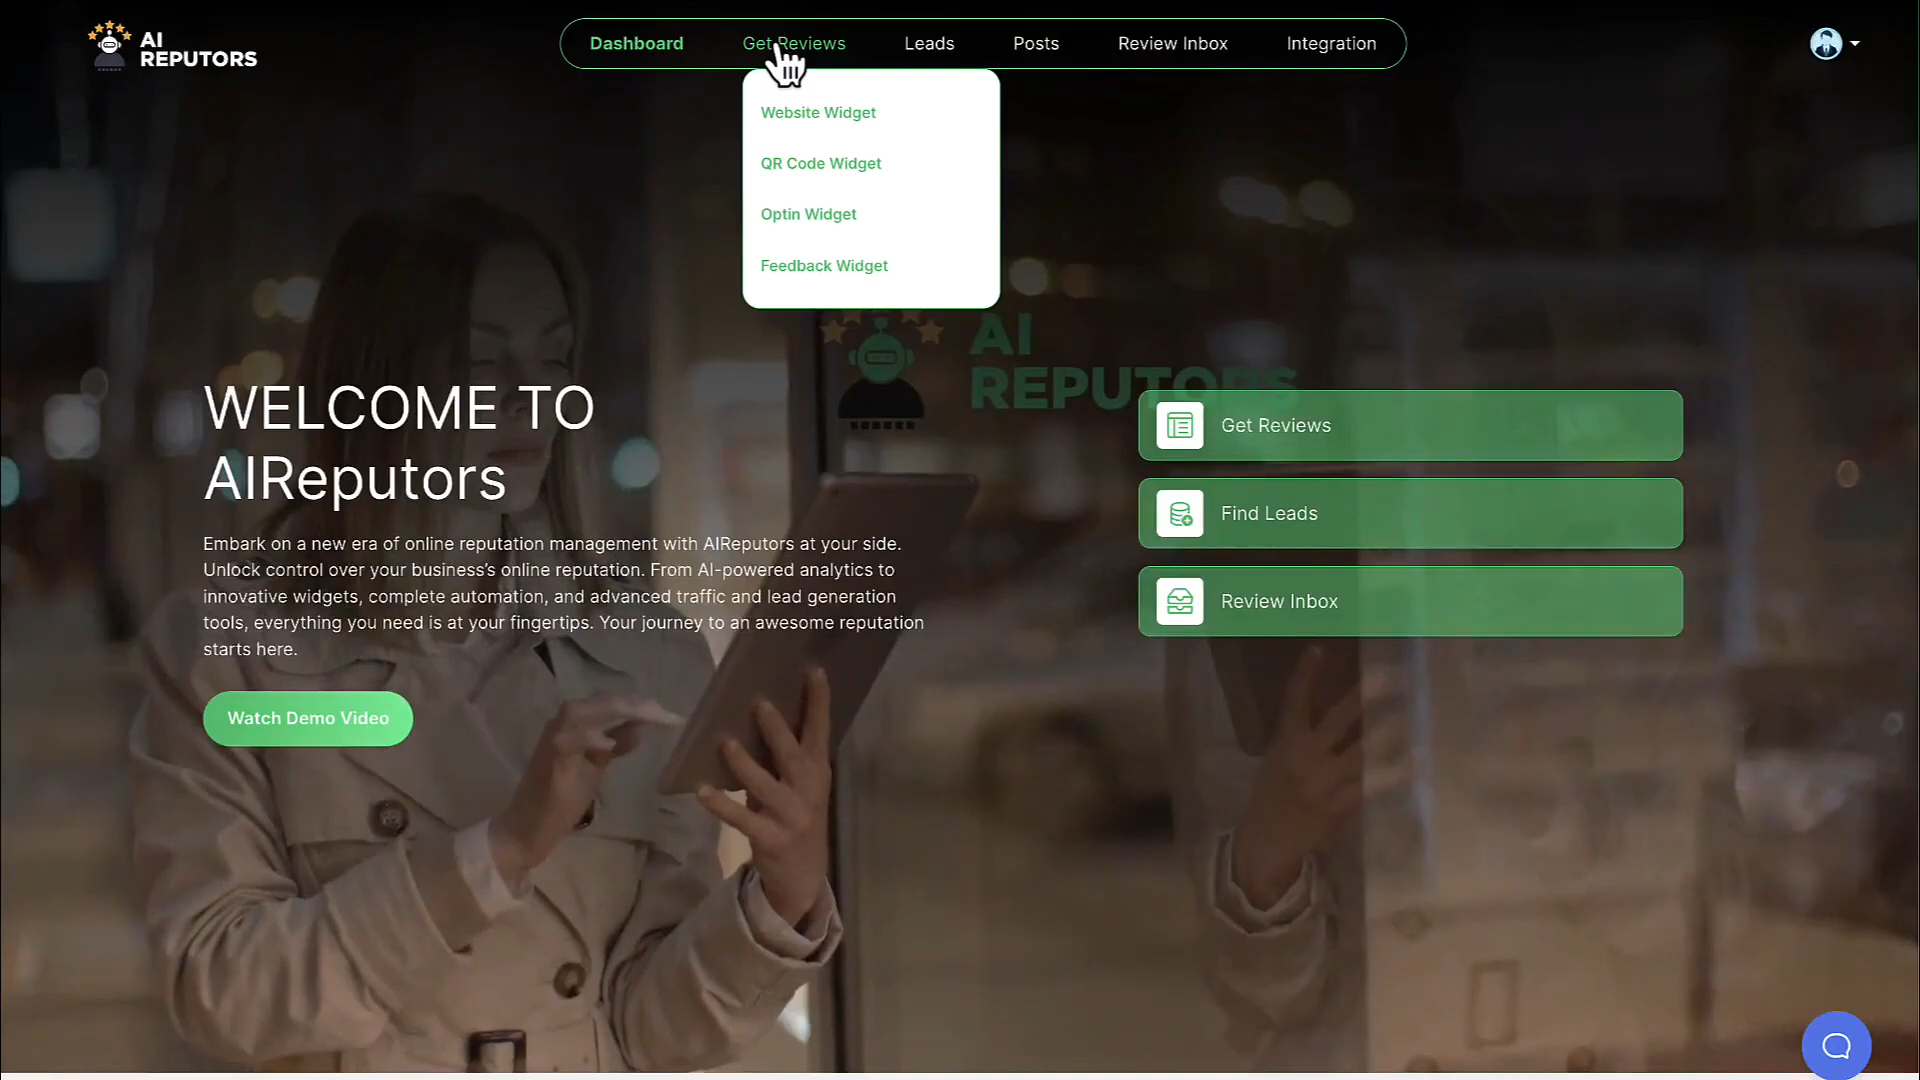 AI
REPUTORS
Dashboard
Get Reviews
Leads
Posts
Review Inbox
Integration
Website Widget
QR Code Widget
Optin Widget
Feedback Widget
AI
REPUTORS
WELCOME TO
AIReputors
Embark on a new era of online reputation management with AIReputors at your side.
Unlock control over your business's online reputation. From AI-powered analytics to
innovative widgets, complete automation, and advanced traffic and lead generation
tools, everything you need is at your fingertips. Your journey to an awesome reputation
starts here.
Watch Demo Video
Get Reviews
Find Leads
Review Inbox